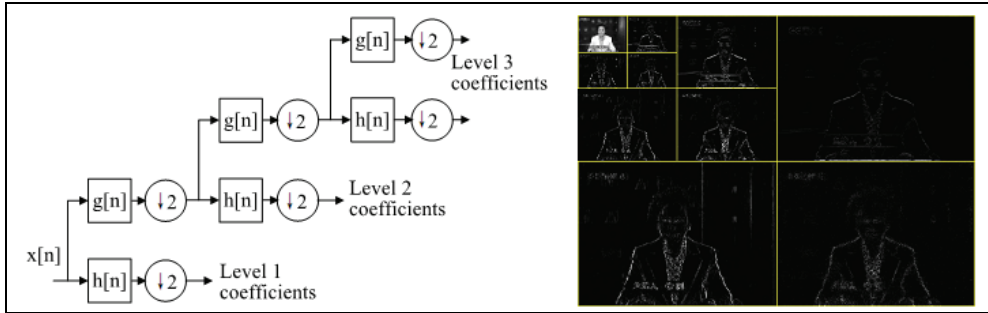 g[n]
↓2
Level 3
coefficients
g[n]
↓2
h[n]
↓2
g[n]
↓2
h[n]
↓2
Level 2
coefficients
x[n]
h[n]
↓2
Level 1
coefficients